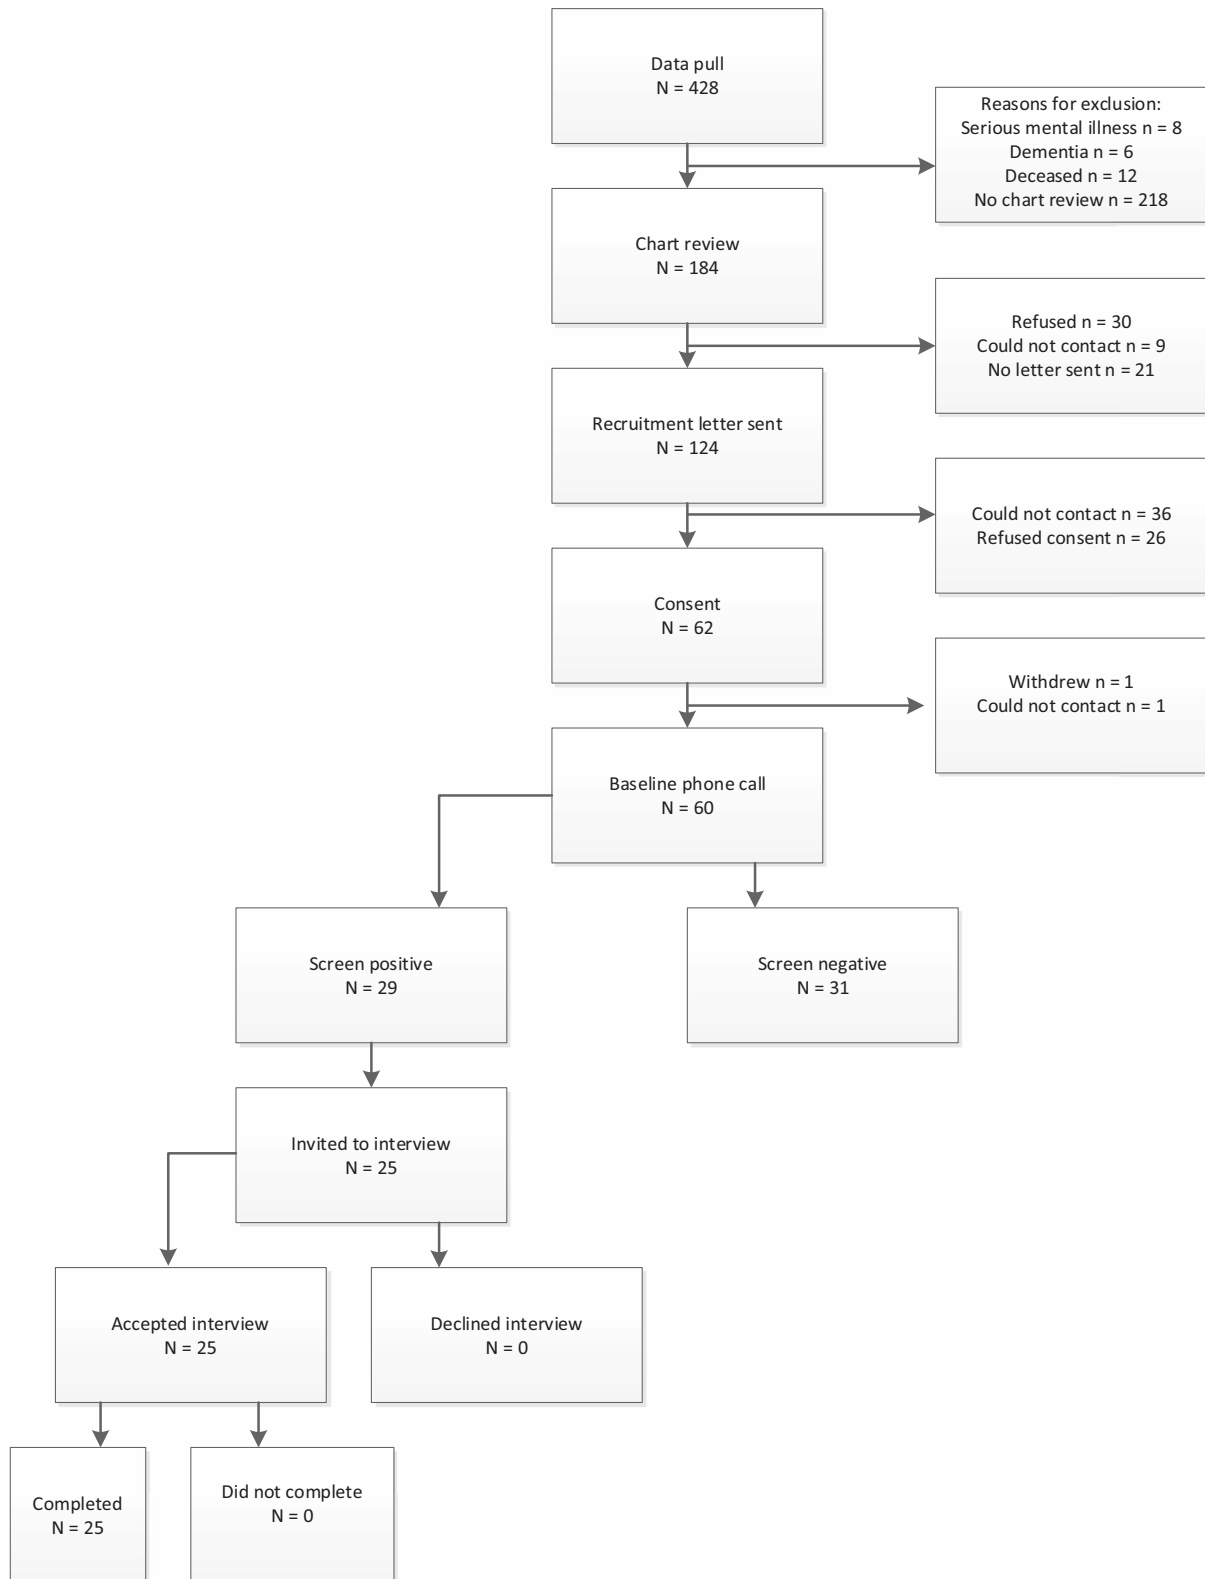 Data pull
N = 428
Reasons for exclusion:
Serious mental illness n = 8
Dementia n = 6
Deceased n = 12
No chart review n = 218
Chart review
N = 184
Refused n = 30
Could not contact n = 9
No letter sent n = 21
Recruitment letter sent
N = 124
Could not contact n = 36
Refused consent n = 26
Consent
N = 62
Withdrew n = 1
Could not contact n = 1
Baseline phone call
N = 60
Screen positive
N = 29
Screen negative
N = 31
Invited to interview
N = 25
Accepted interview
N = 25
Declined interview
N = 0
Completed
N = 25
Did not complete
N = 0